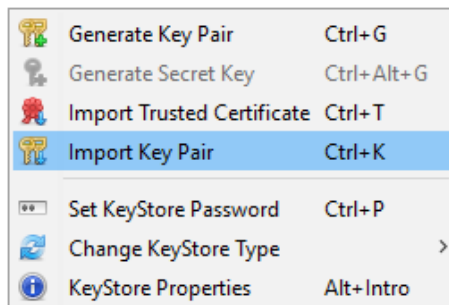 Generate Key Pair Ctrl+G
Generate Secret Key Ctrl+Alt+G
Import Trusted Certificate Ctrl+T
Import Key Pair Ctrl+K
Set KeyStore Password Ctrl+P
Change KeyStore Type
KeyStore Properties Alt+Intro